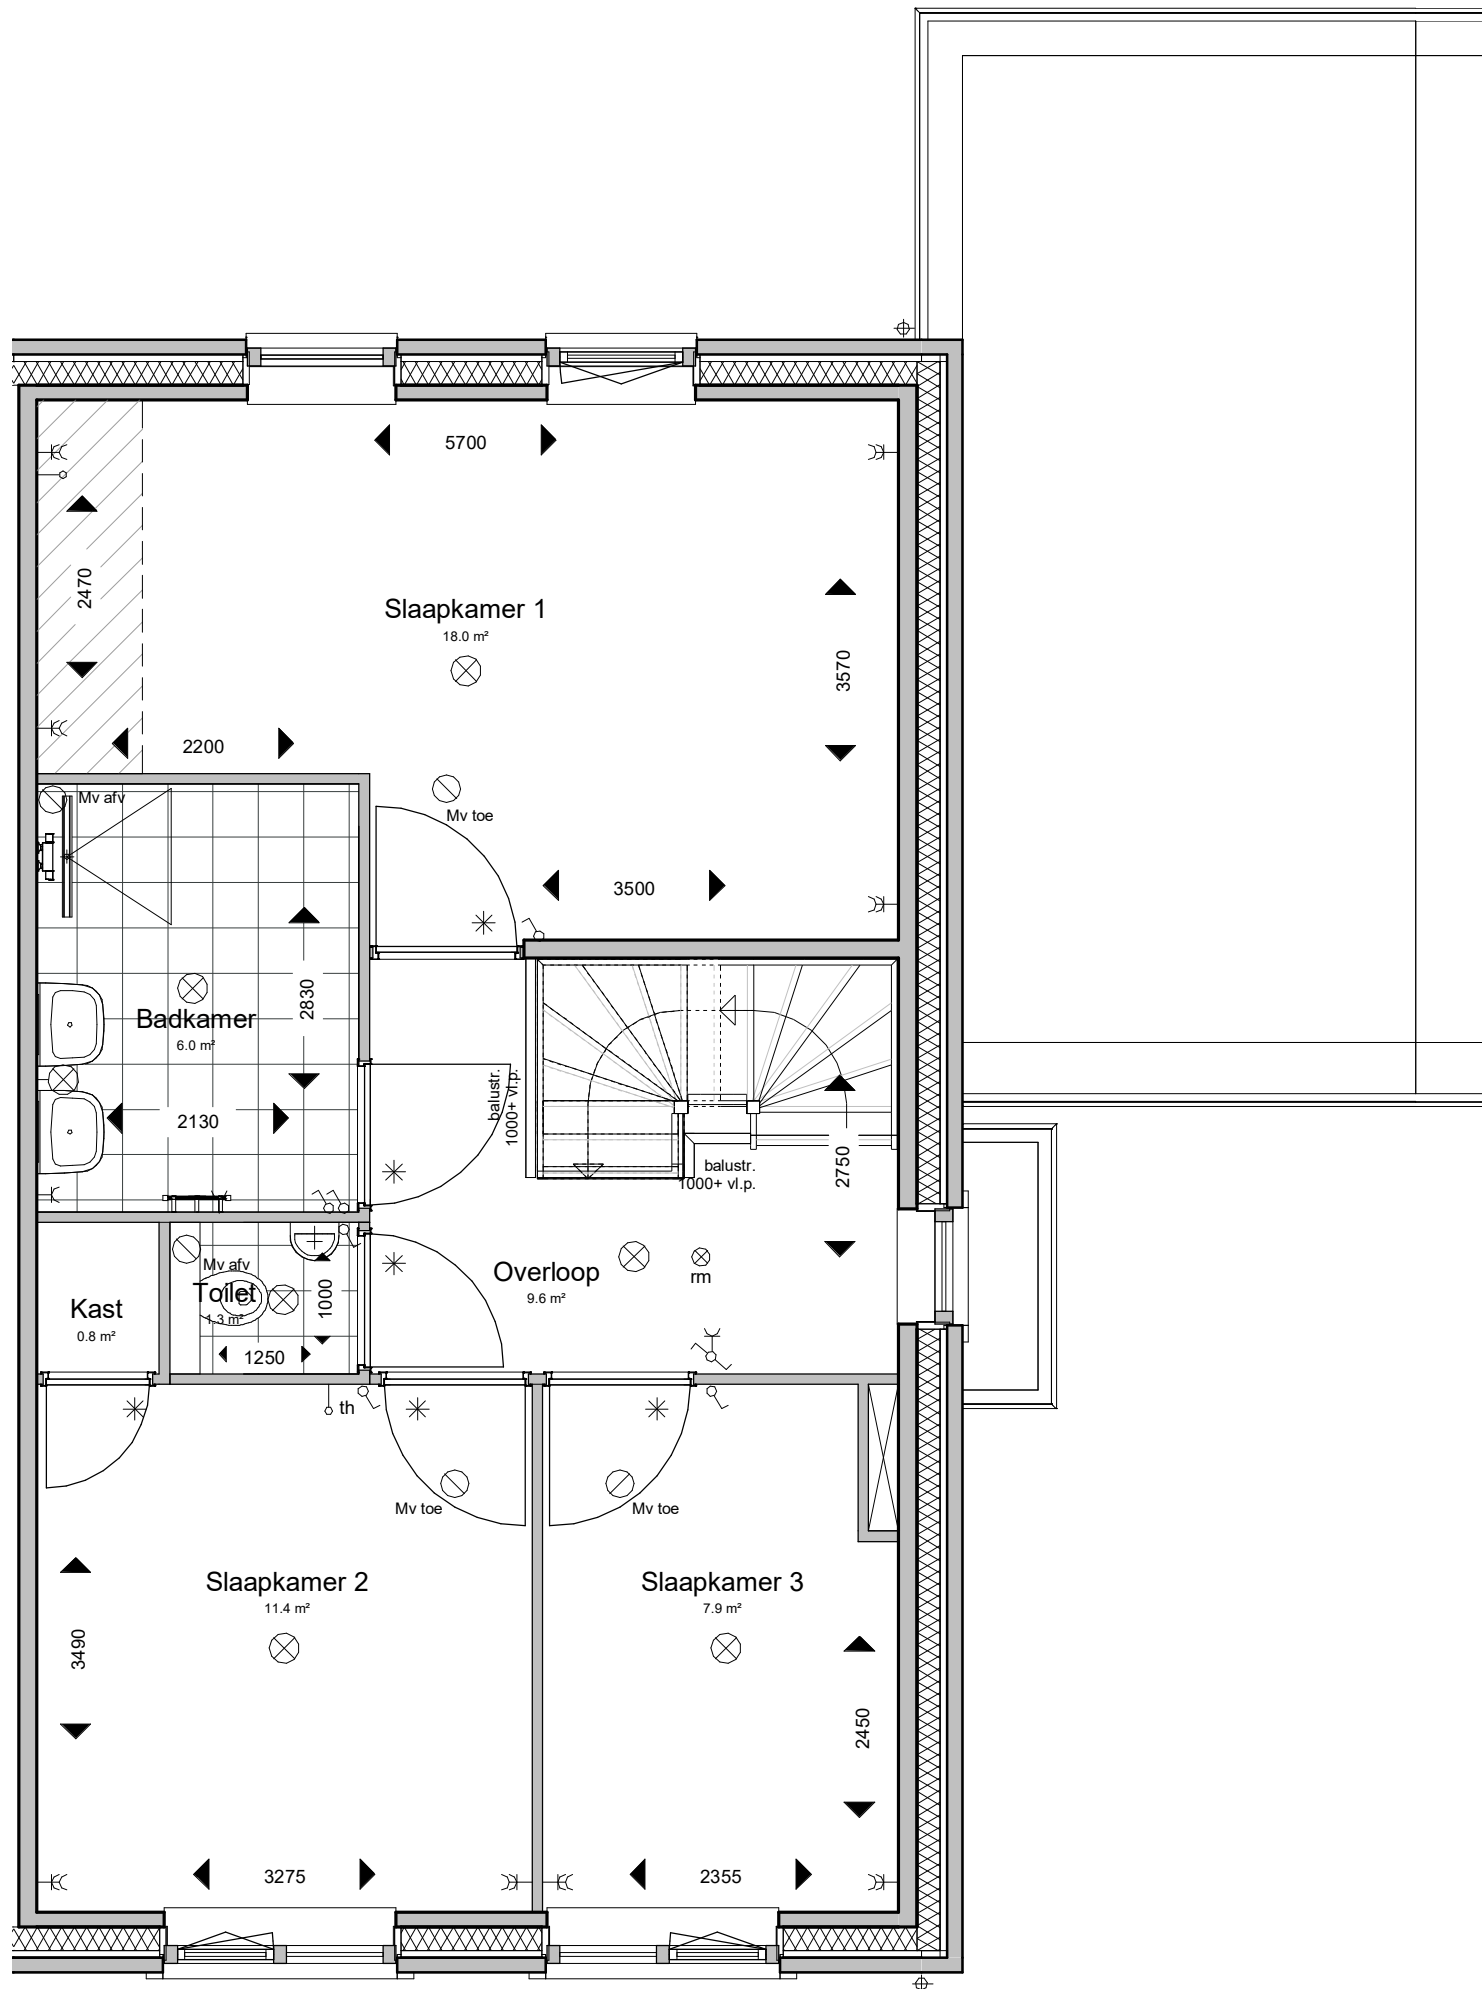 5700
2470
Slaapkamer 1
18.0 m²
3570
2200
Mv afv
Mv toe
3500
2830
Badkamer
6.0 m²
2130
balustr.
1000+ vl.p.
balustr.
1000+ vl.p.
2750
Mv afv
Toilet
1.3 m²
1000
1250
Kast
0.8 m²
Overloop
9.6 m²
rm
th
Mv toe
Mv toe
Slaapkamer 2
11.4 m²
Slaapkamer 3
7.9 m²
3490
2450
3275
2355